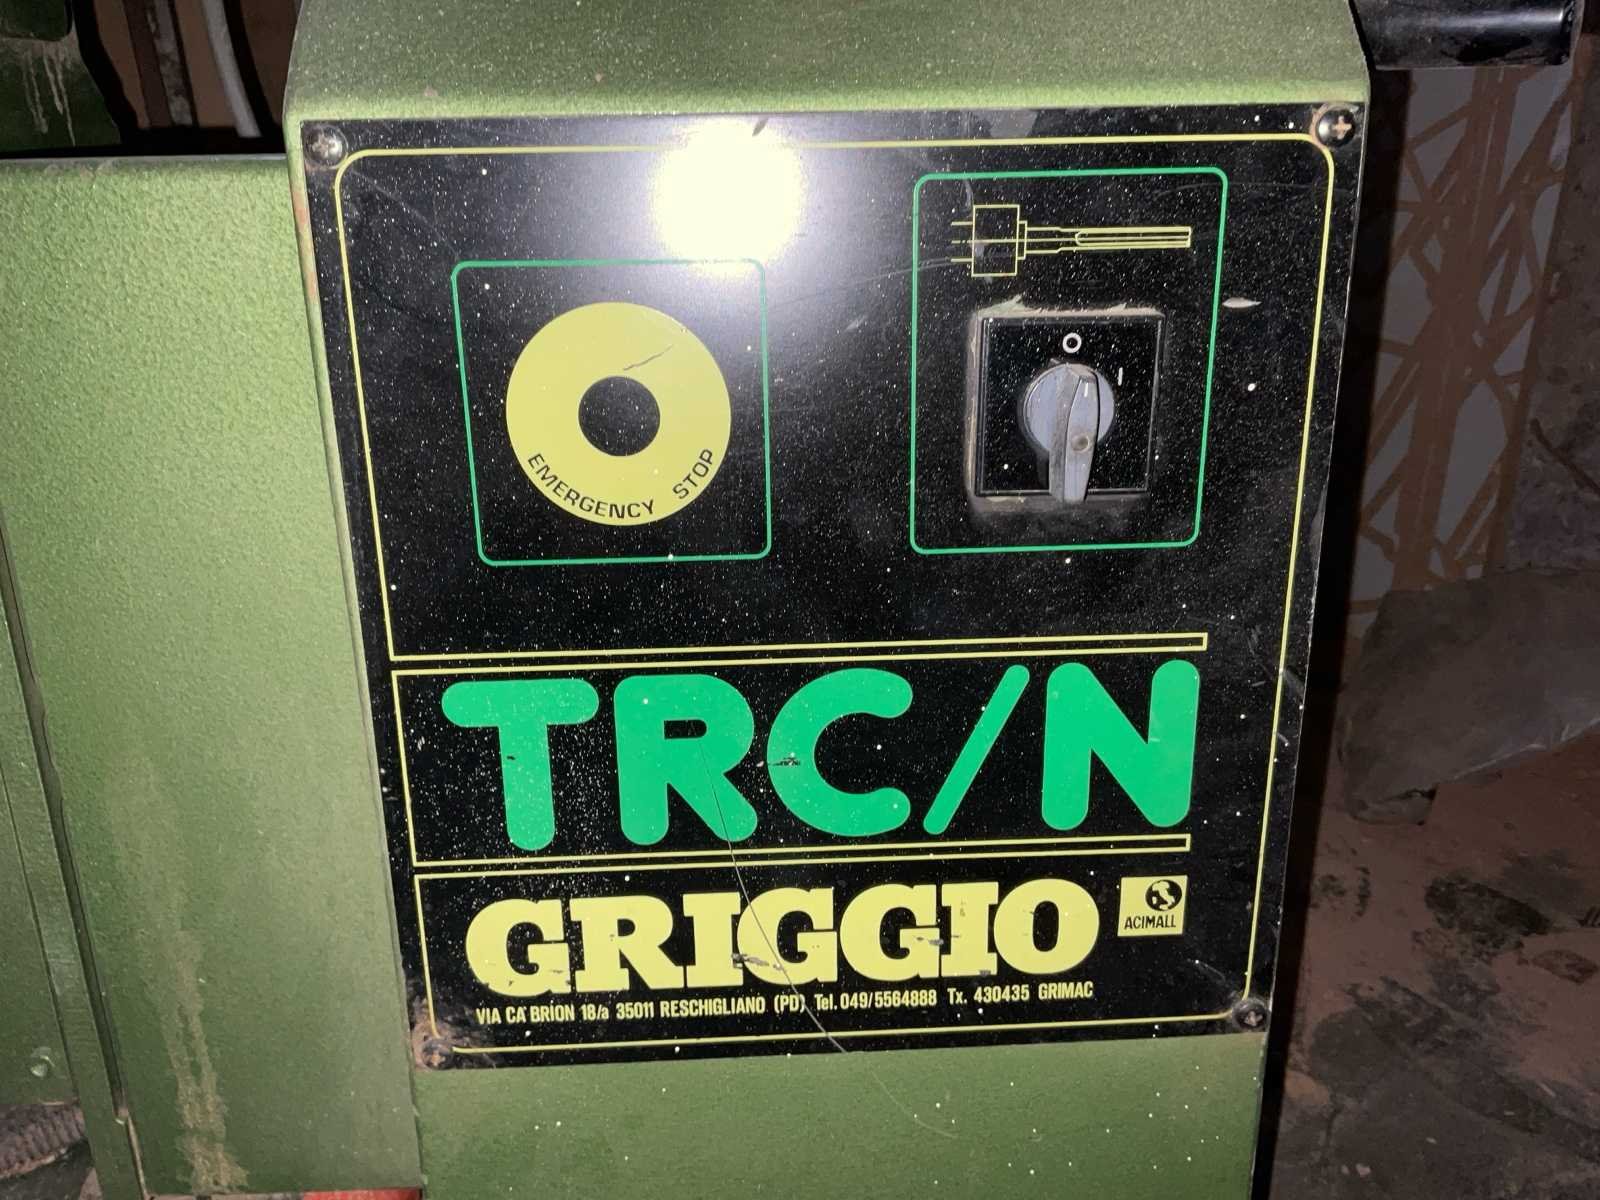 O
I
EMERGENCY STOP
TRC/N
GRIGGIO
ACIMALL
VIA CA' BRION 18/a 35011 RESCHIGLIANO (PD) Tel. 049/5564888 Tx. 430435 GRIMAC